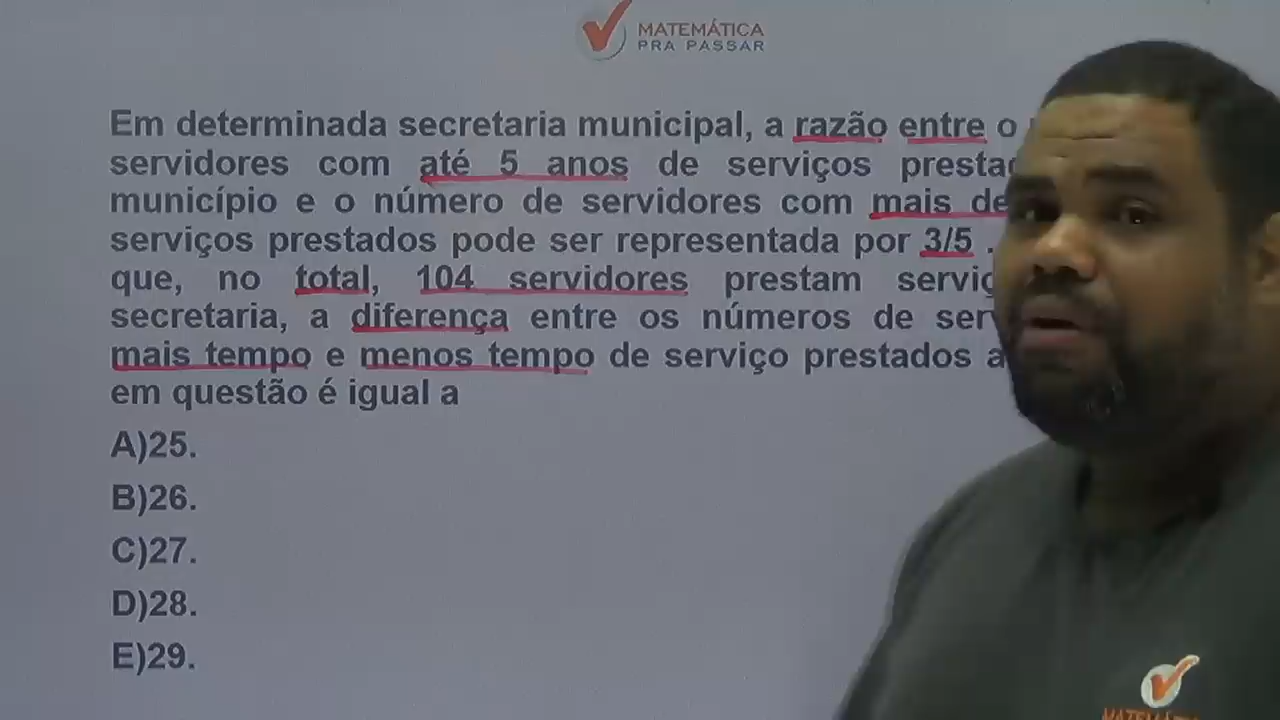 MATEMÁTICA
PRA PASSAR
Em determinada secretaria municipal, a razão entre o
servidores com até 5 anos de serviços
município e o número de servidores com mais de
serviços prestados pode ser representada por 3/5 .
que, no total, 104 servidores prestam
secretaria, a diferença entre os números de
mais tempo e menos tempo de serviço prestados a
em questão é igual a
A)25.
B)26.
C)27.
D)28.
E)29.